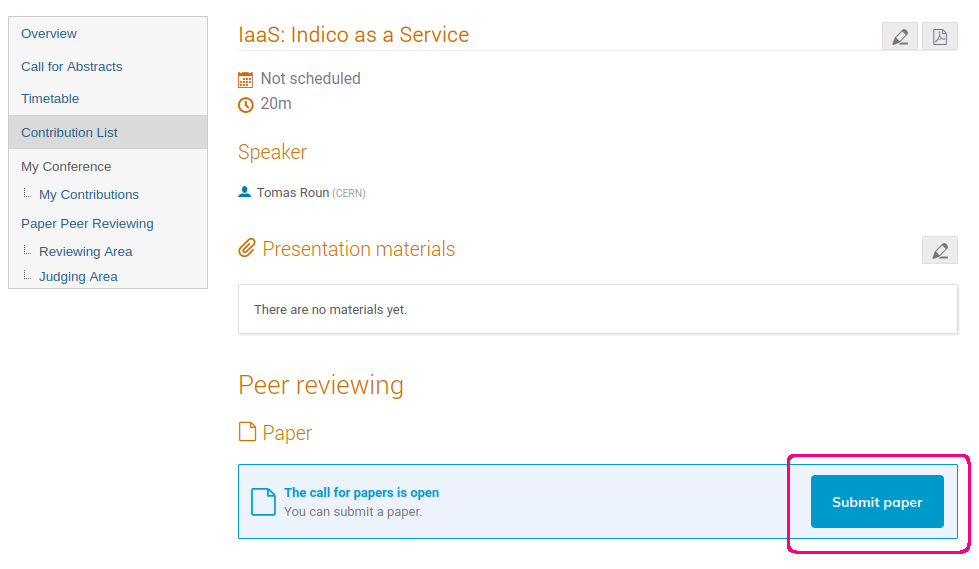 Overview
Call for Abstracts
Timetable
Contribution List
My Conference
My Contributions
Paper Peer Reviewing
Reviewing Area
Judging Area
IaaS: Indico as a Service
Not scheduled
20m
Speaker
Tomas Roun (CERN)
Presentation materials
There are no materials yet.
Peer reviewing
Paper
The call for papers is open
You can submit a paper.
Submit paper